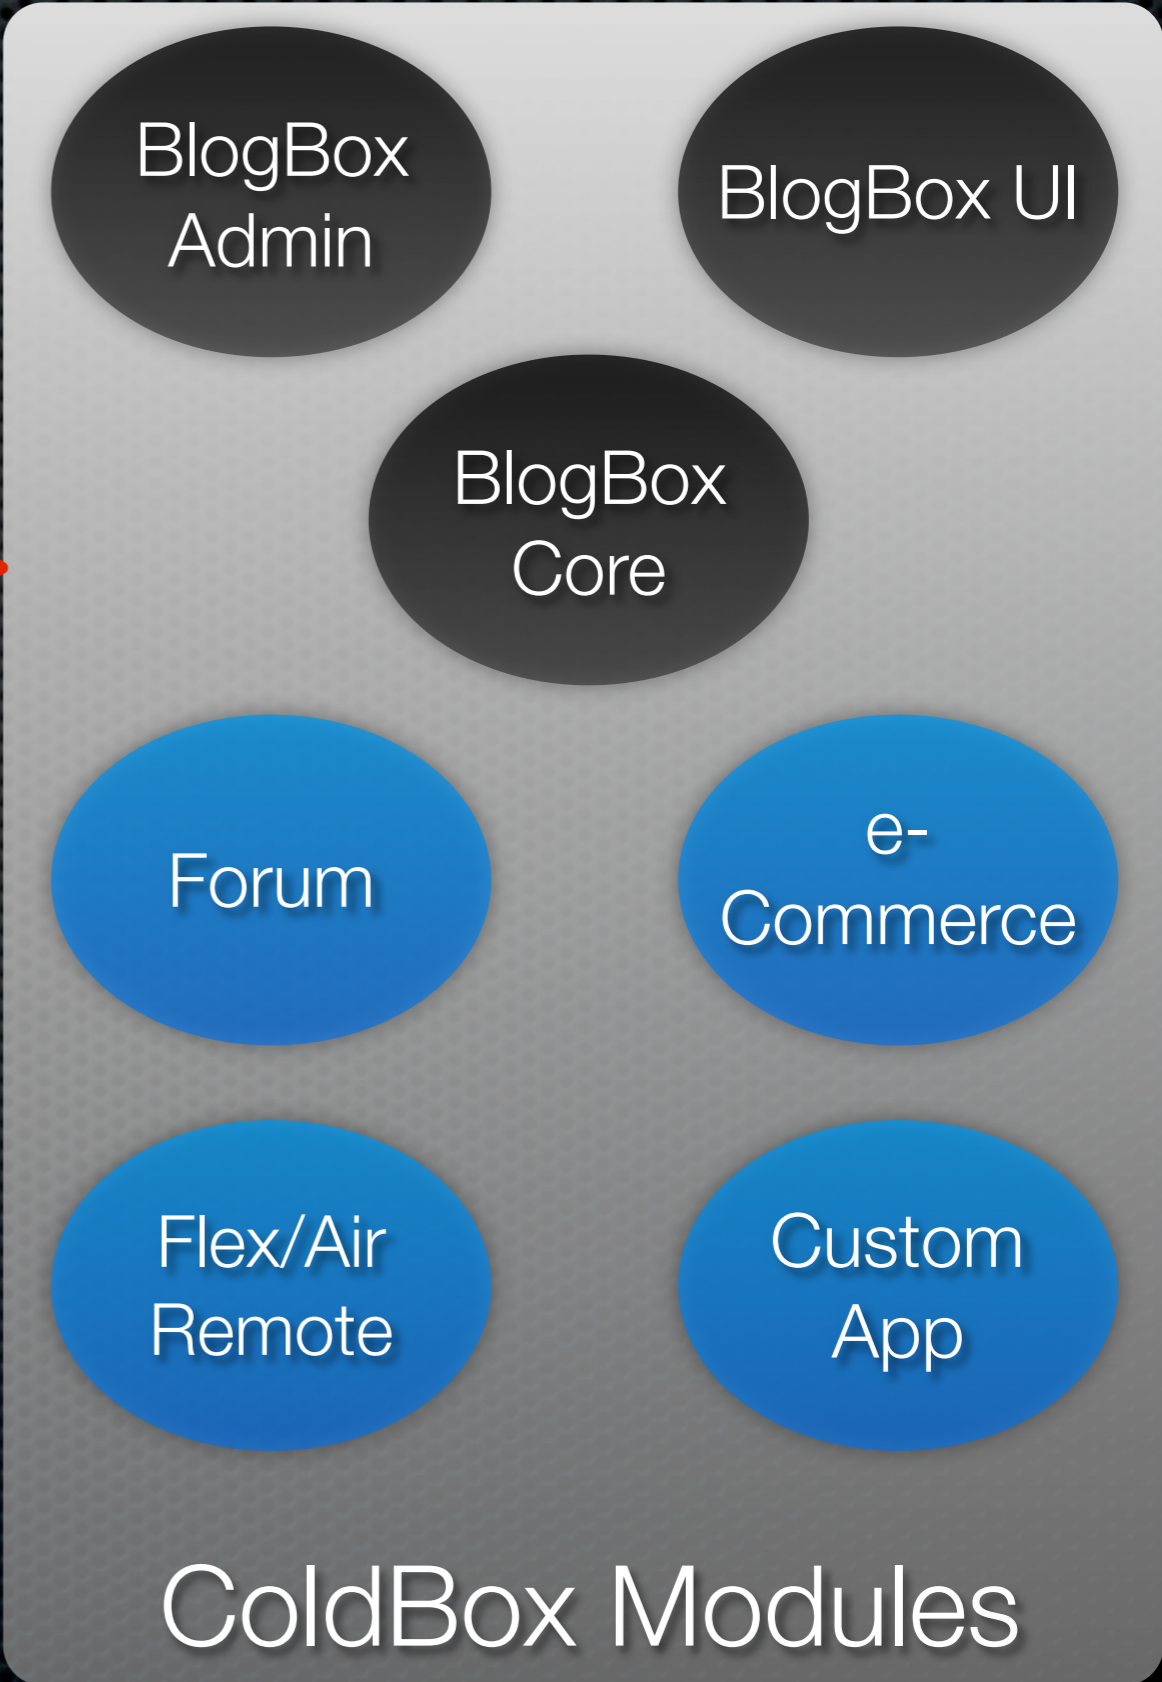 BlogBox
Admin
BlogBox UI
BlogBox
Core
Forum
e-
Commerce
Flex/Air
Remote
Custom
App
ColdBox Modules